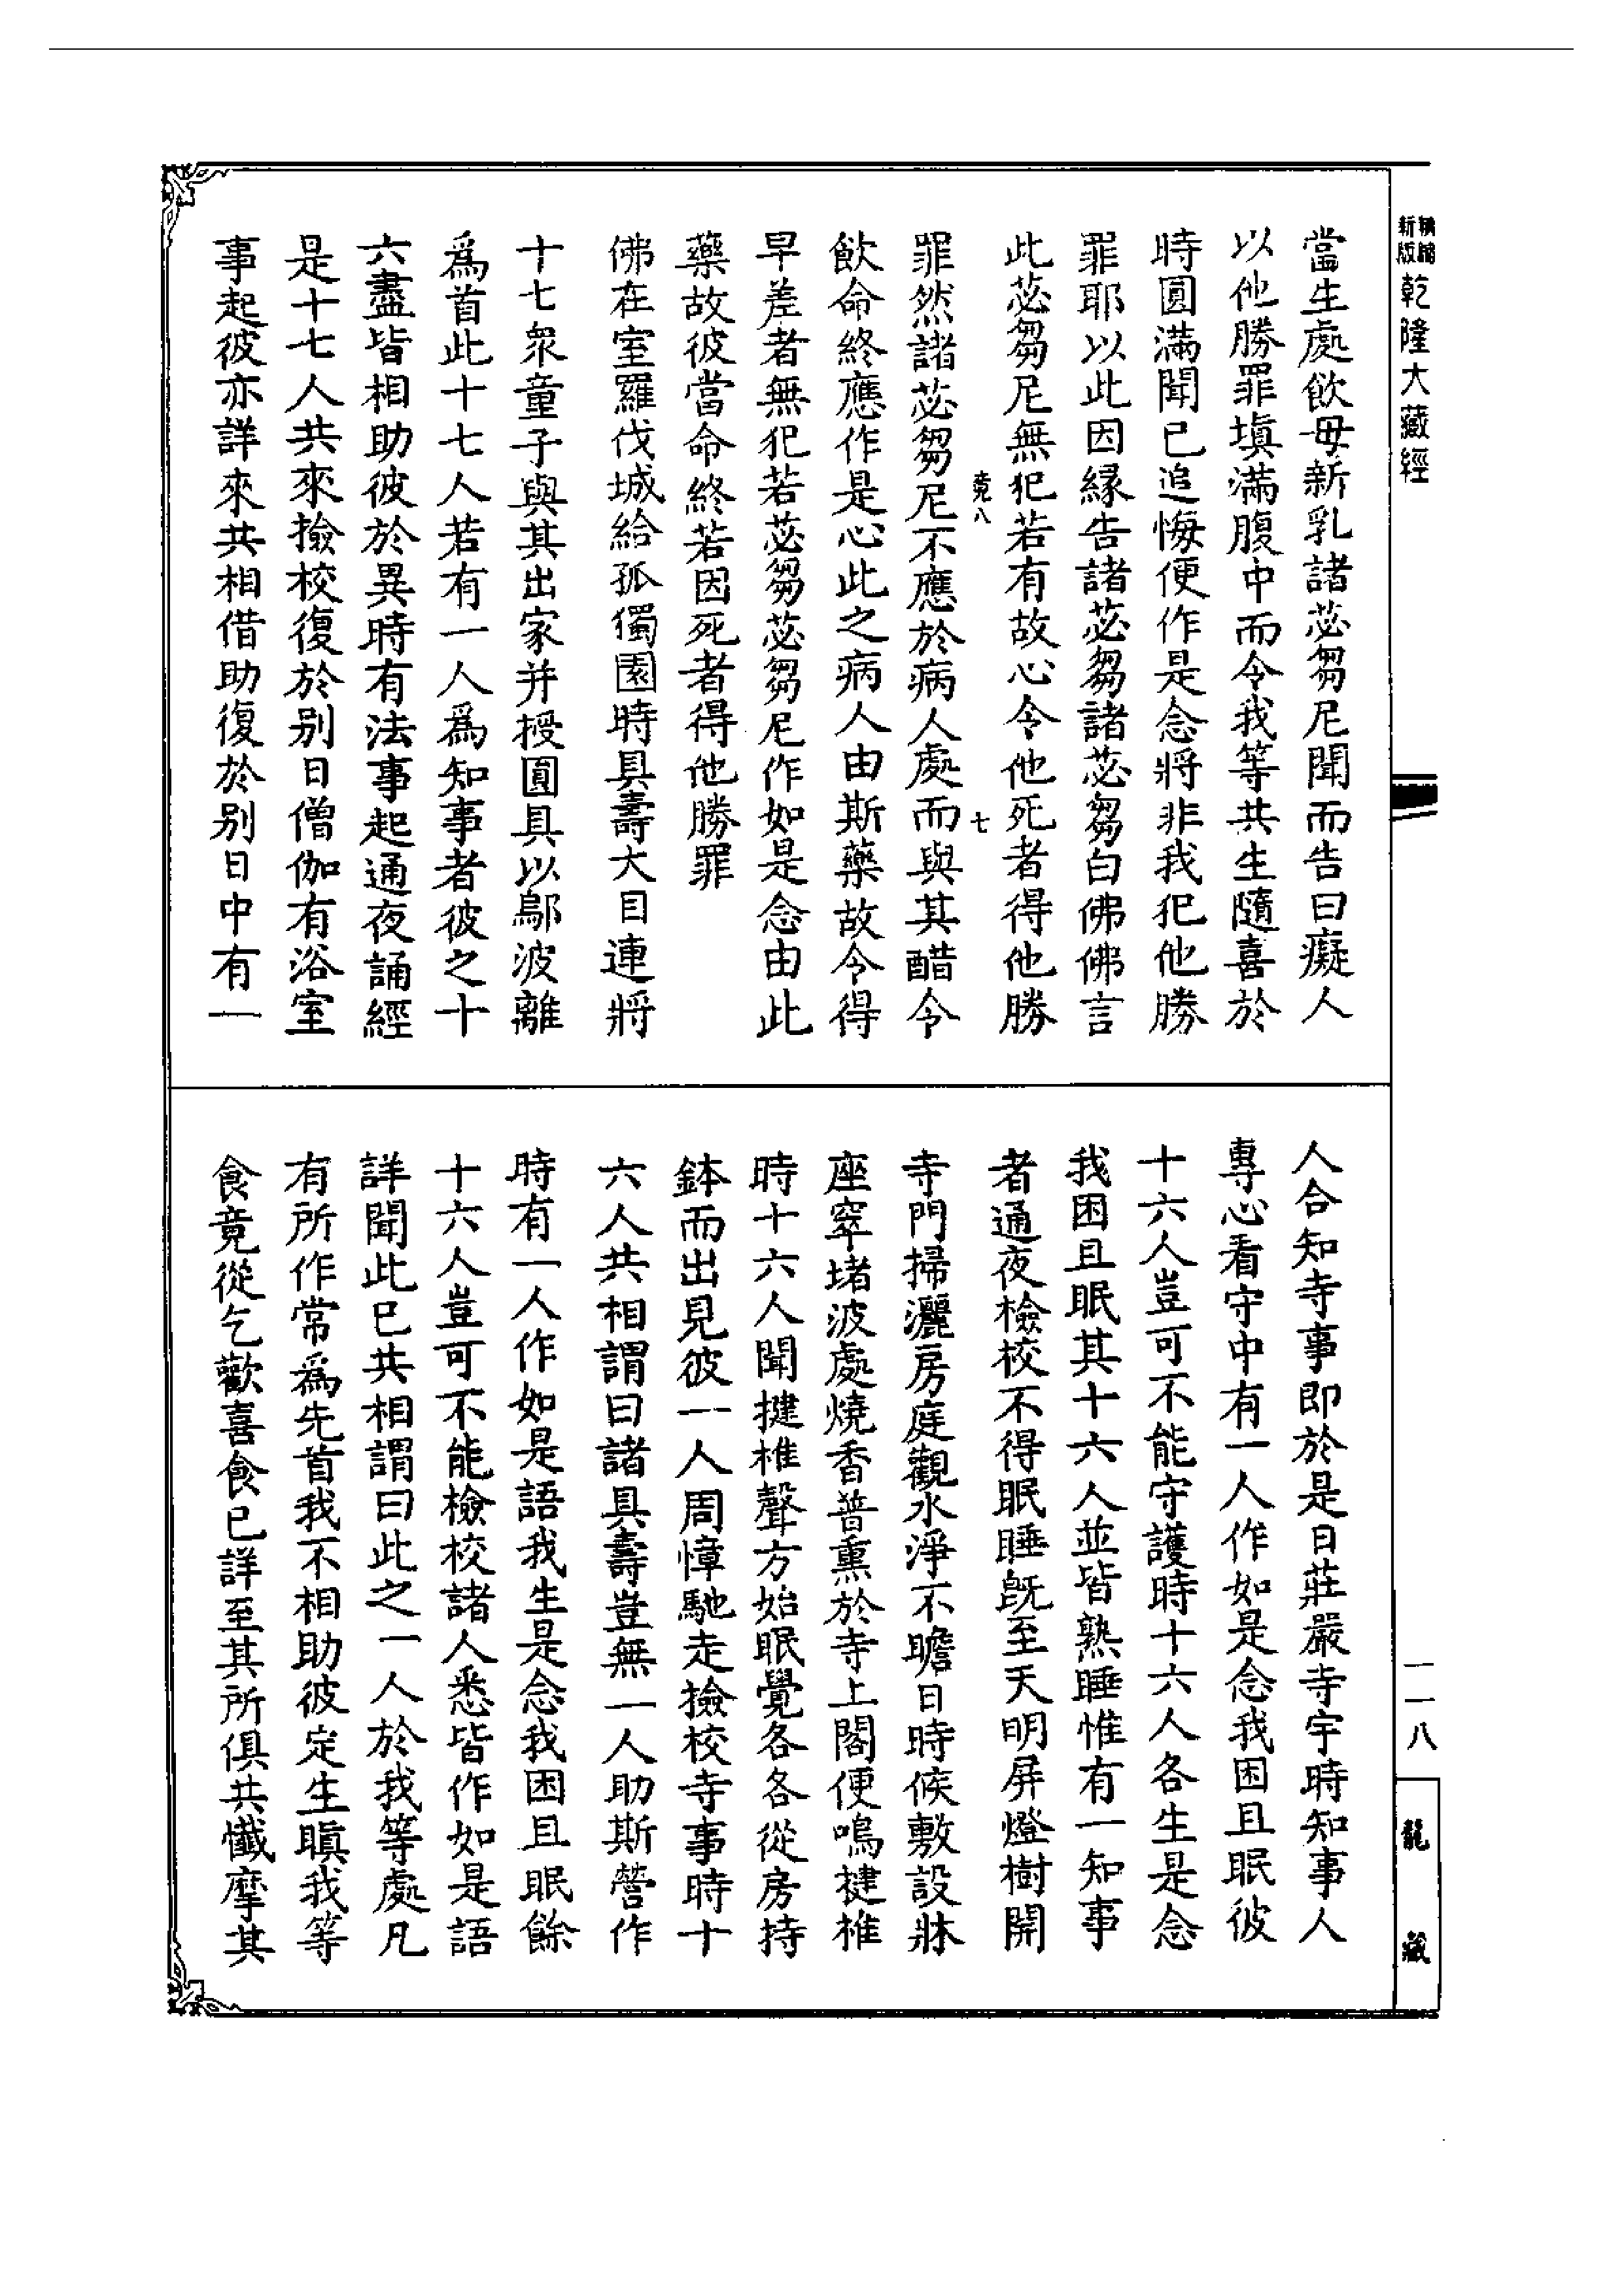 新版精縮乾隆大藏經
當生處飲母新乳諸苾芻尼聞而告曰癡人
以他勝罪填滿腹中而令我等共生隨喜於
時圓滿聞已追悔便作是念將非我犯他勝
罪耶以此因緣告諸苾芻諸苾芻白佛佛言
此苾芻尼無犯若有故心令他死者得他勝
八 七
罪然諸苾芻尼不應於病人處而與其醋令
飲命終應作是心此之病人由斯藥故令得
早差者無犯若苾芻苾芻尼作如是念由此
藥故彼當命終若因死者得他勝罪
佛在室羅伐城給孤獨園時具壽大目連將
十七眾童子與其出家并授圓具以鄔波離
爲首此十七人若有一人爲知事者彼之十
六盡皆相助彼於異時有法事起通夜誦經
是十七人共來撿校復於别日僧伽有浴室
事起彼亦詳來共相借助復於别日中有一
人合知寺事即於是日莊嚴寺宇時知事人
專心看守中有一人作如是念我困且眠彼
十六人豈可不能守護時十六人各生是念
我困且眠其十六人並皆熟睡惟有一知事
者通夜檢校不得眠睡旣至天明屏燈樹開
寺門掃灑房庭觀水淨不瞻日時候敷設牀
座窣堵波處燒香普熏於寺上閣便鳴揵椎
時十六人聞揵椎聲方始眠覺各各從房持
鉢而出見彼一人周慞馳走撿校寺事時十
六人共相謂曰諸具壽豈無一人助斯營作
時有一人作如是語我生是念我困且眠餘
十六人豈可不能檢校諸人悉皆作如是語
詳聞此已共相謂曰此之一人於我等處凡
有所作常爲先首我不相助彼定生瞋我等
食竟從乞歡喜食已詳至其所俱共懺摩其
一一八
龍藏